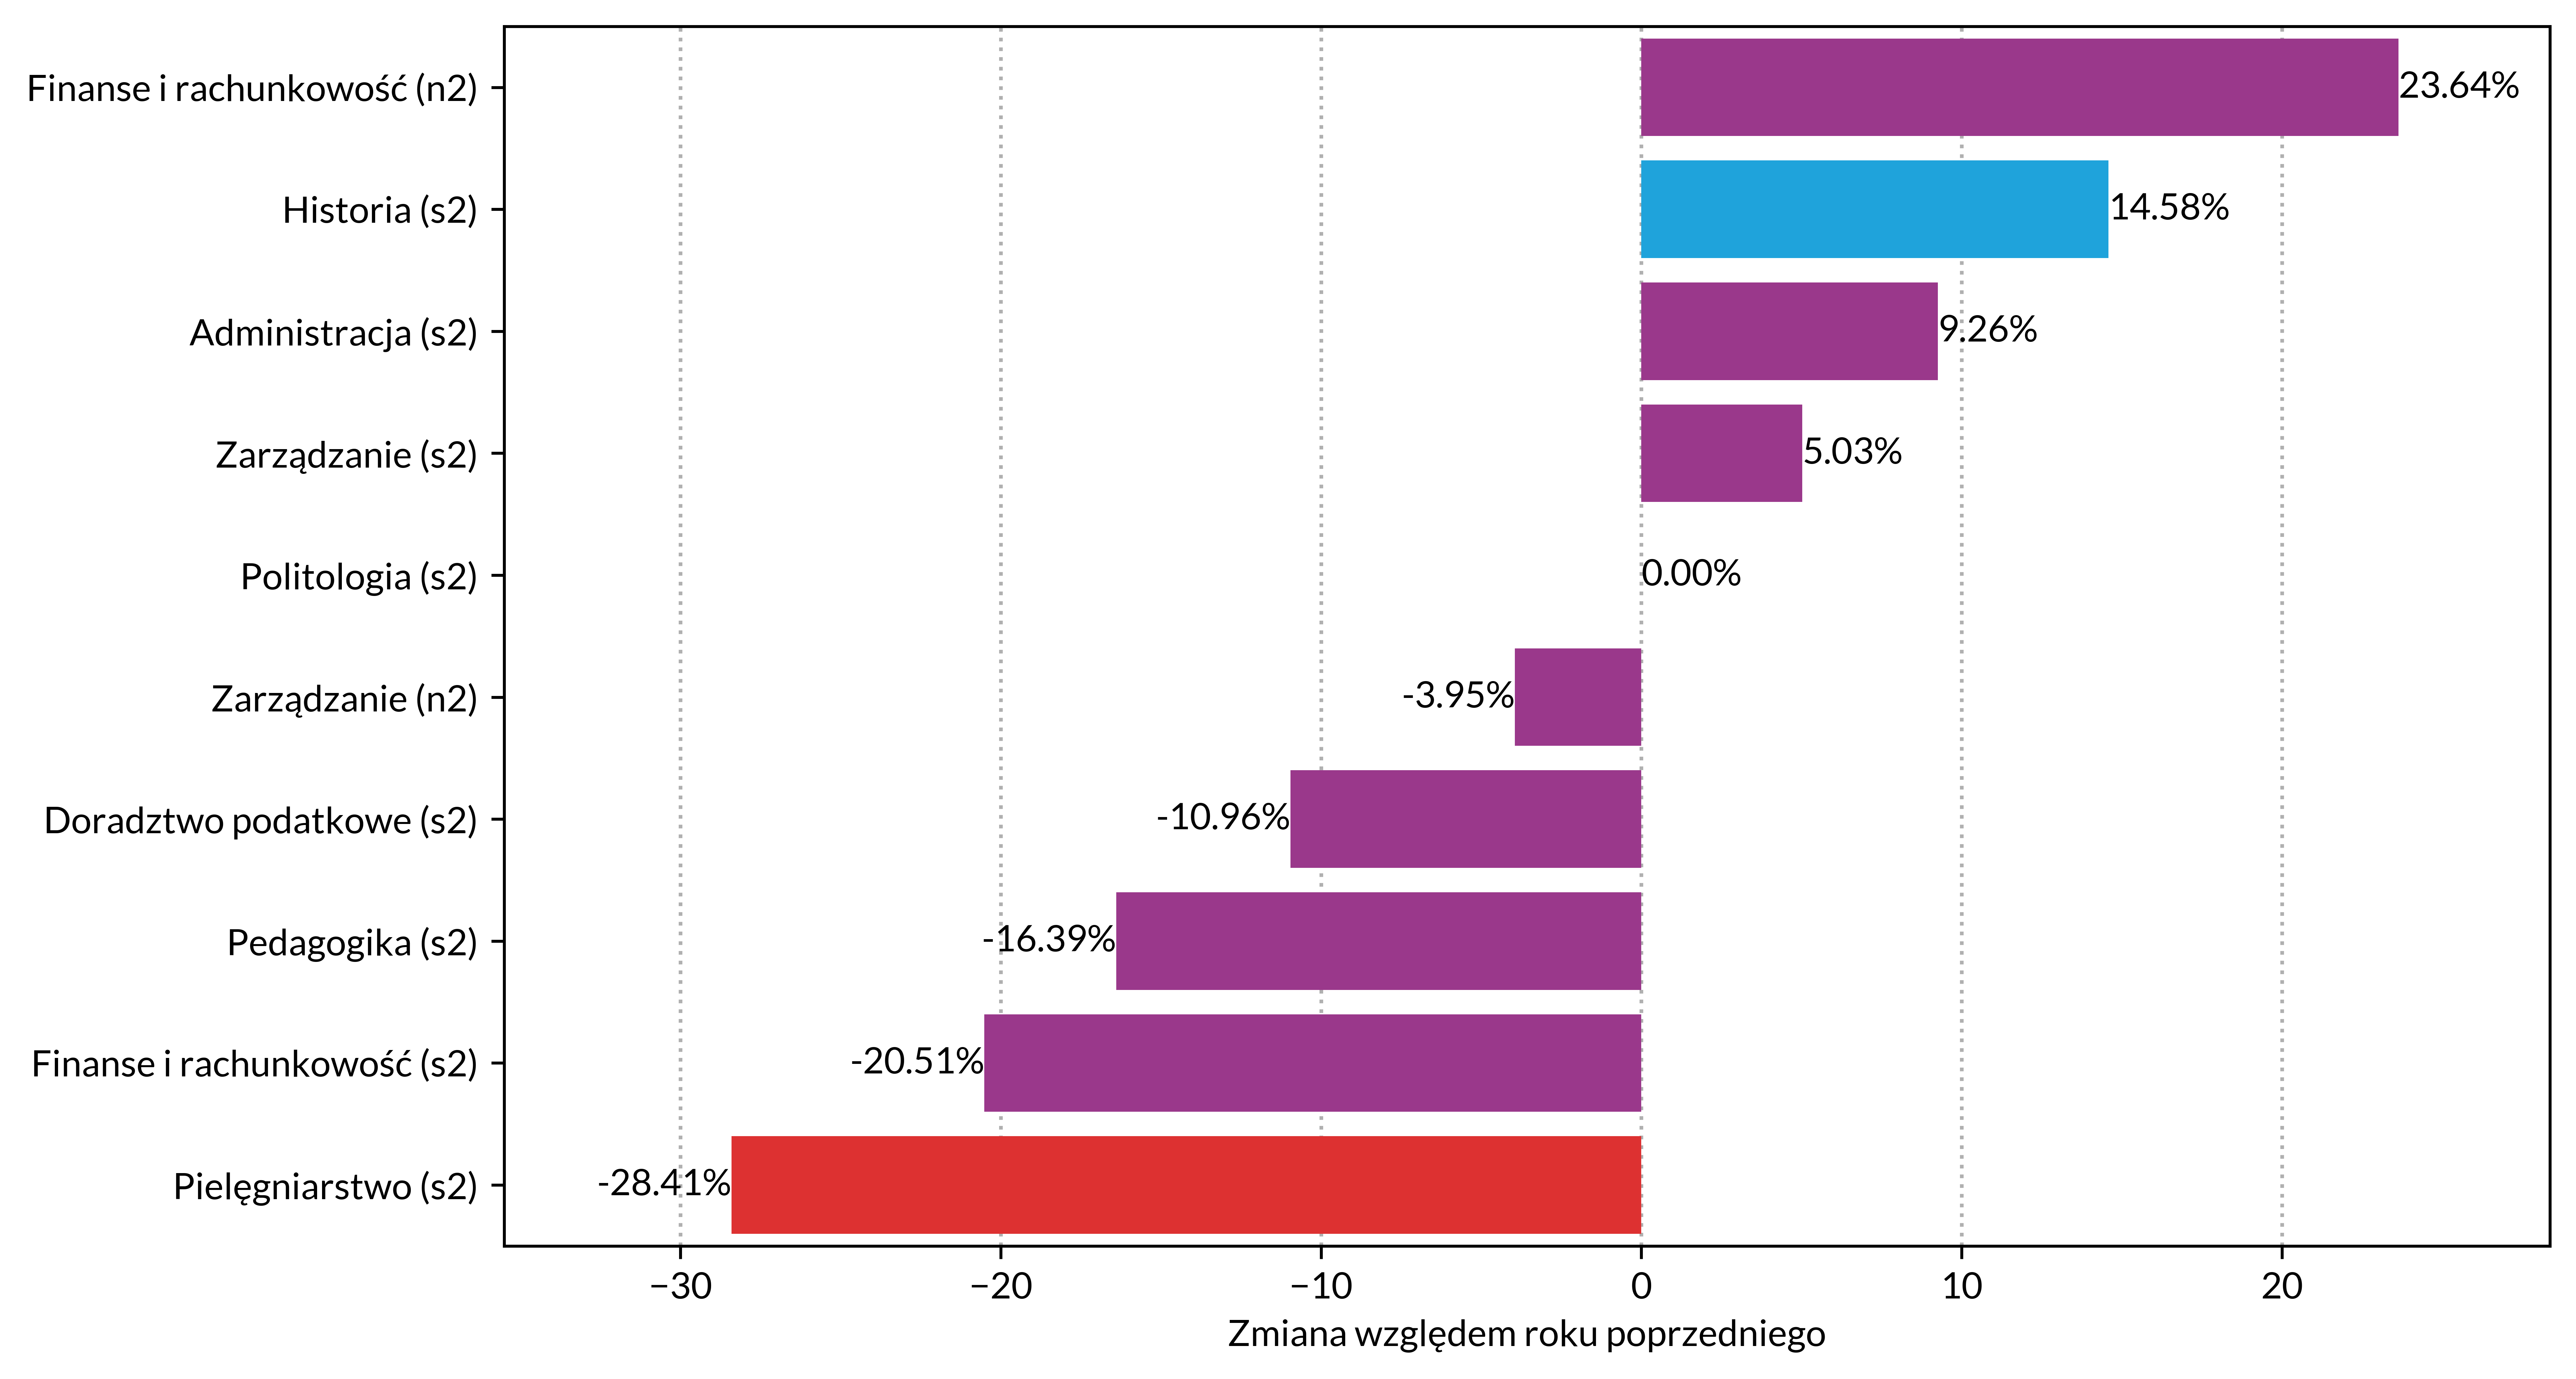 Finanse i rachunkowość (n2)
23.64%
Historia (s2)
14.58%
Administracja (s2)
9.26%
Zarządzanie (s2)
5.03%
Politologia (s2)
0.00%
Zarządzanie (n2)
-3.95%
Doradztwo podatkowe (s2)
-10.96%
Pedagogika (s2)
-16.39%
Finanse i rachunkowość (s2)
-20.51%
Pielęgniarstwo (s2)
-28.41%
−30 −20 −10 0 10 20
Zmiana względem roku poprzedniego